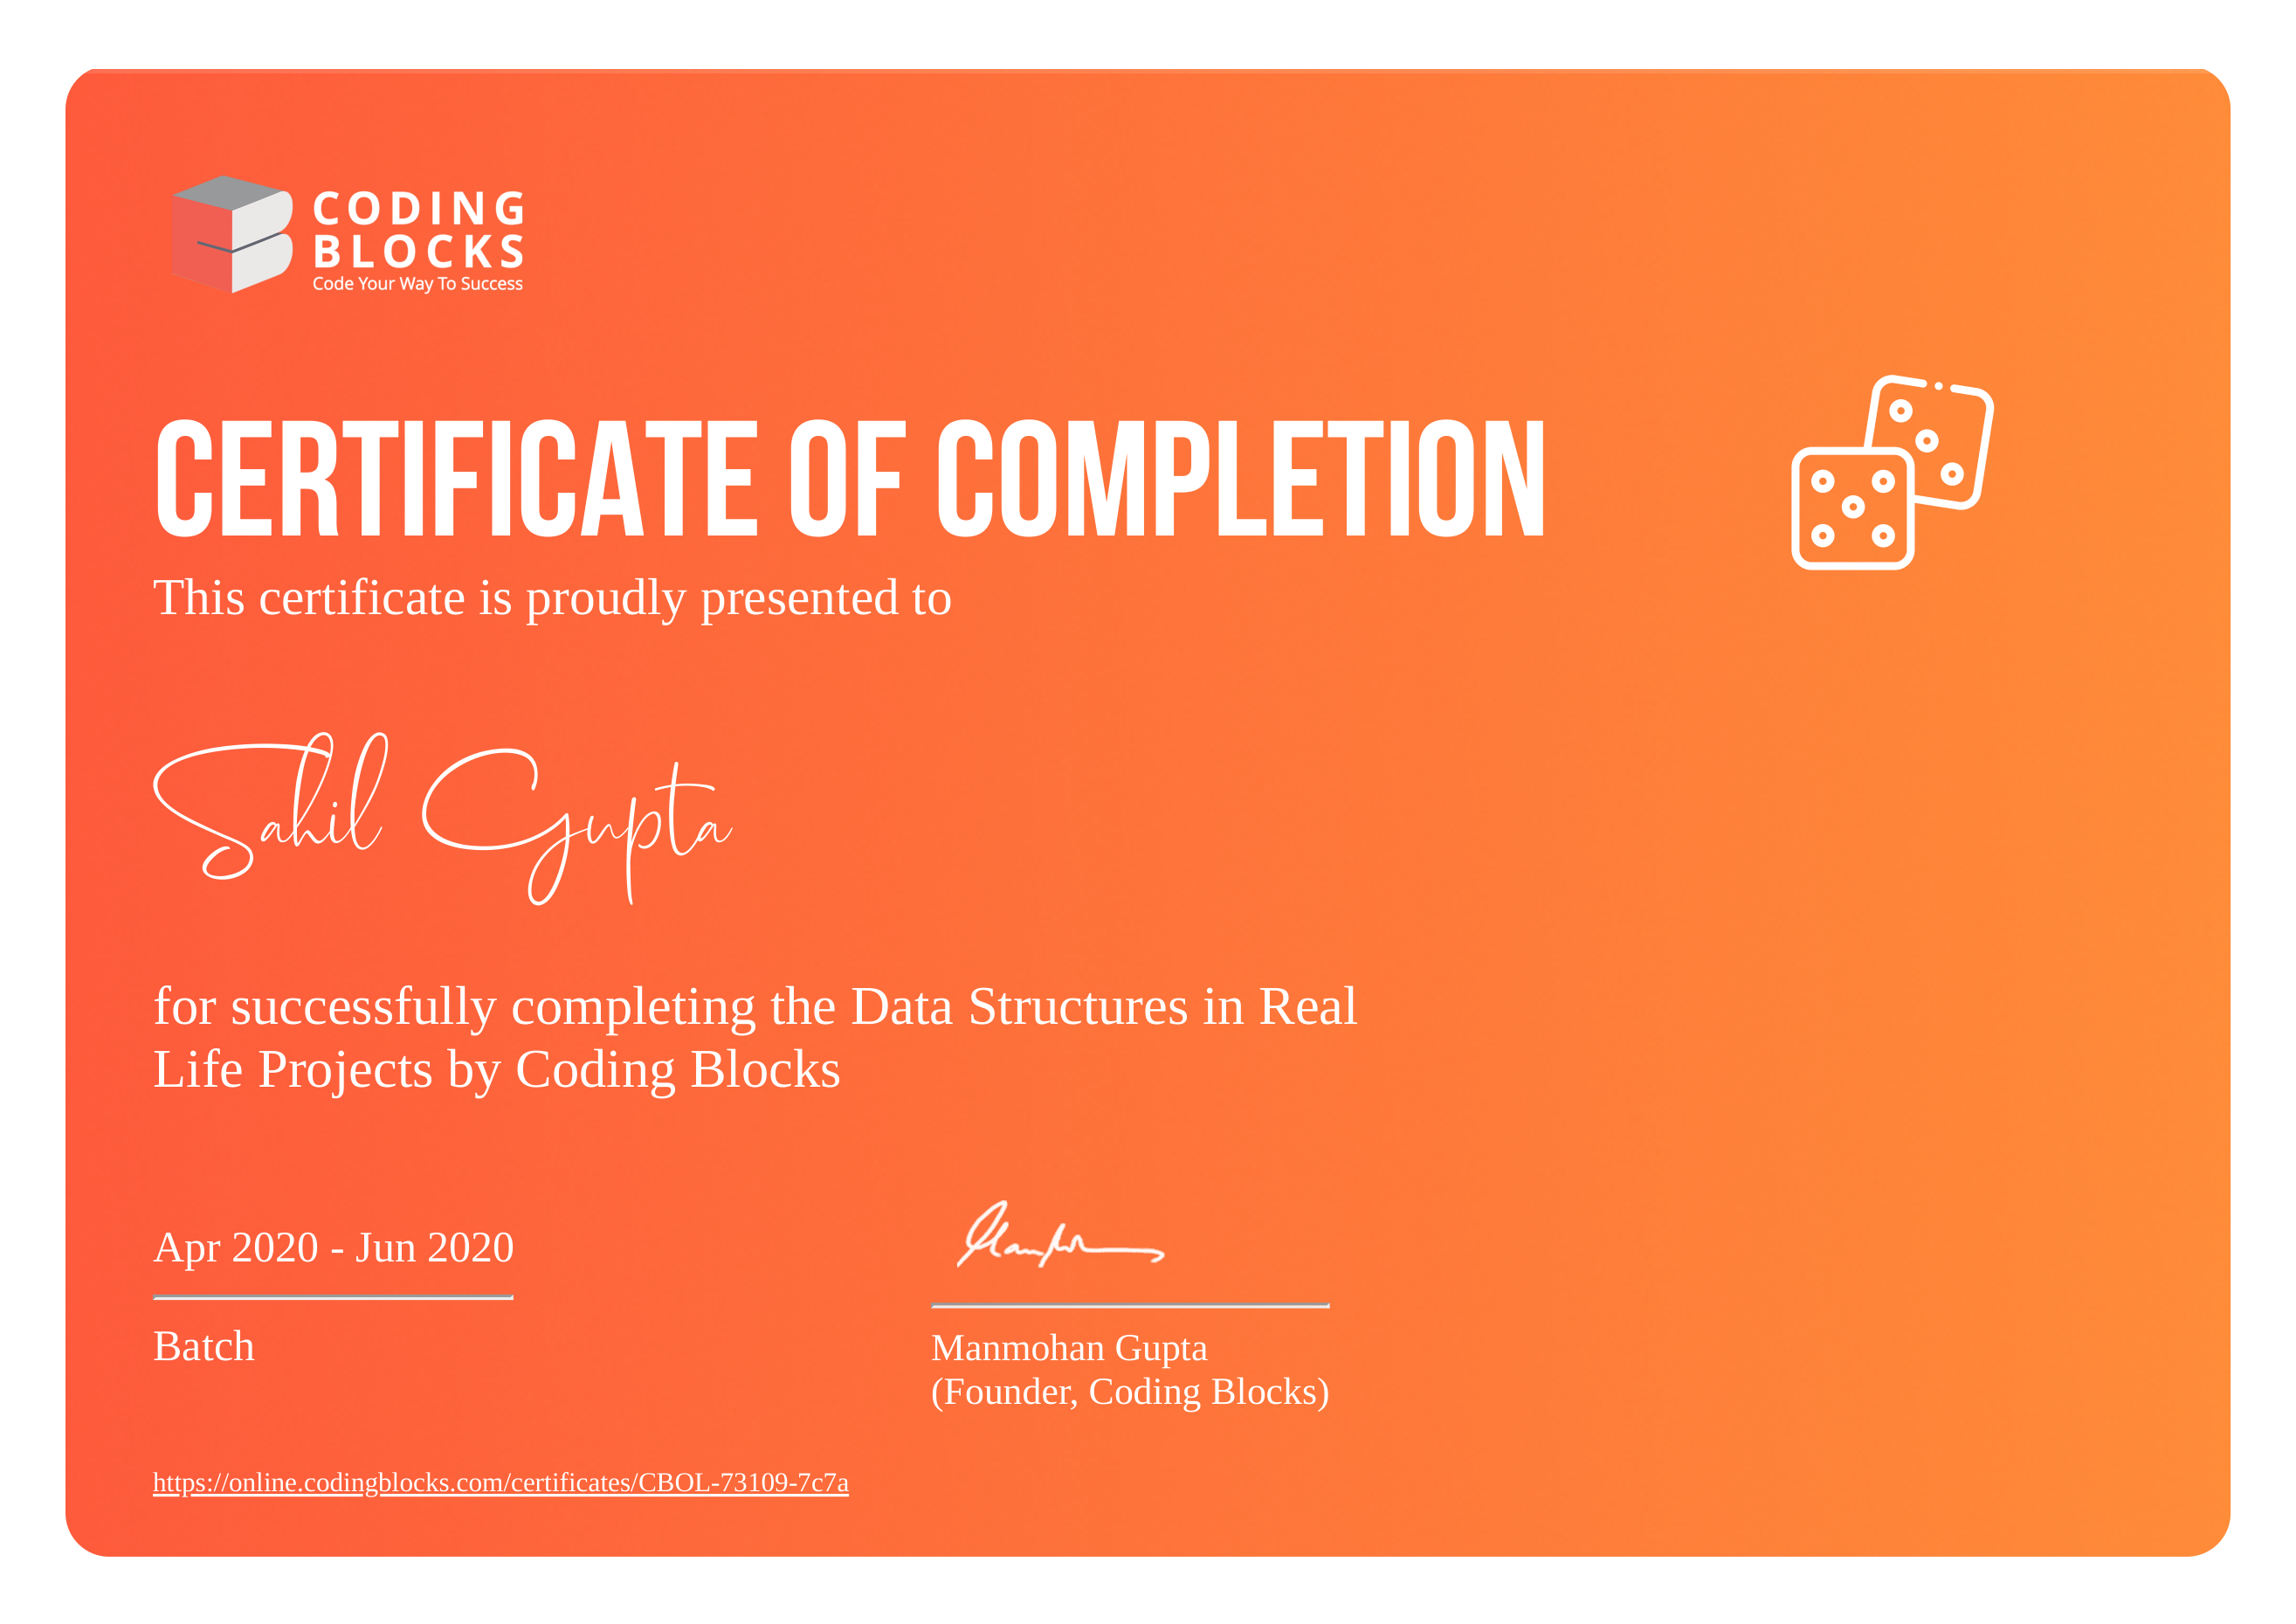 CODING
BLOCKS
Code Your Way To Success
CERTIFICATE OF COMPLETION
This certificate is proudly presented to
Sahil Gupta
for successfully completing the Data Structures in Real
Life Projects by Coding Blocks
Apr 2020 - Jun 2020
Batch
Manmohan Gupta
(Founder, Coding Blocks)
https://online.codingblocks.com/certificates/CBOL-73109-7c7a